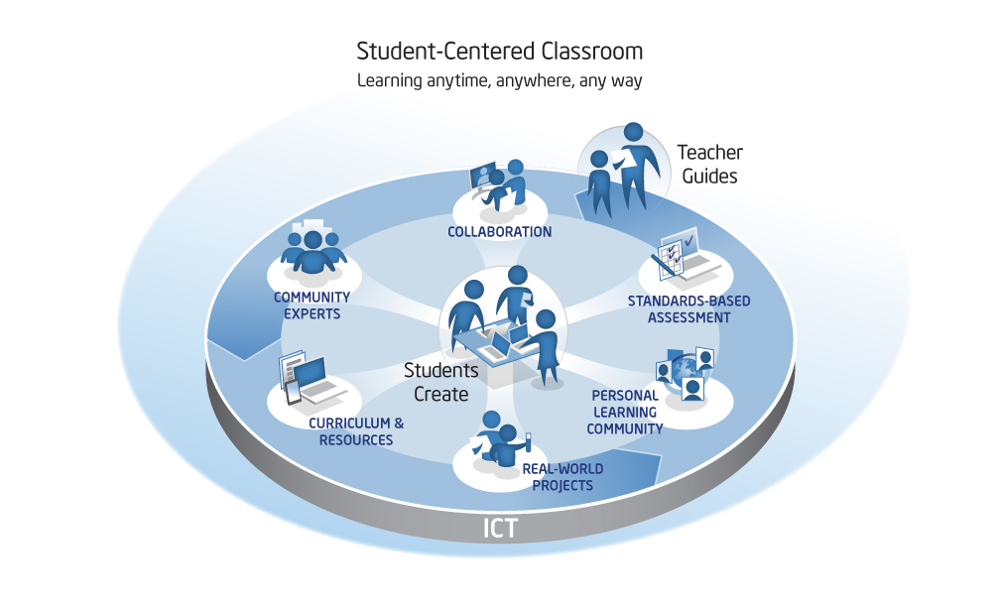 Student-Centered Classroom
Learning anytime, anywhere, any way
Teacher
Guides
COLLABORATION
COMMUNITY
EXPERTS
STANDARDS-BASED
ASSESSMENT
Students
Create
PERSONAL
LEARNING
COMMUNITY
CURRICULUM &
RESOURCES
REAL-WORLD
PROJECTS
ICT